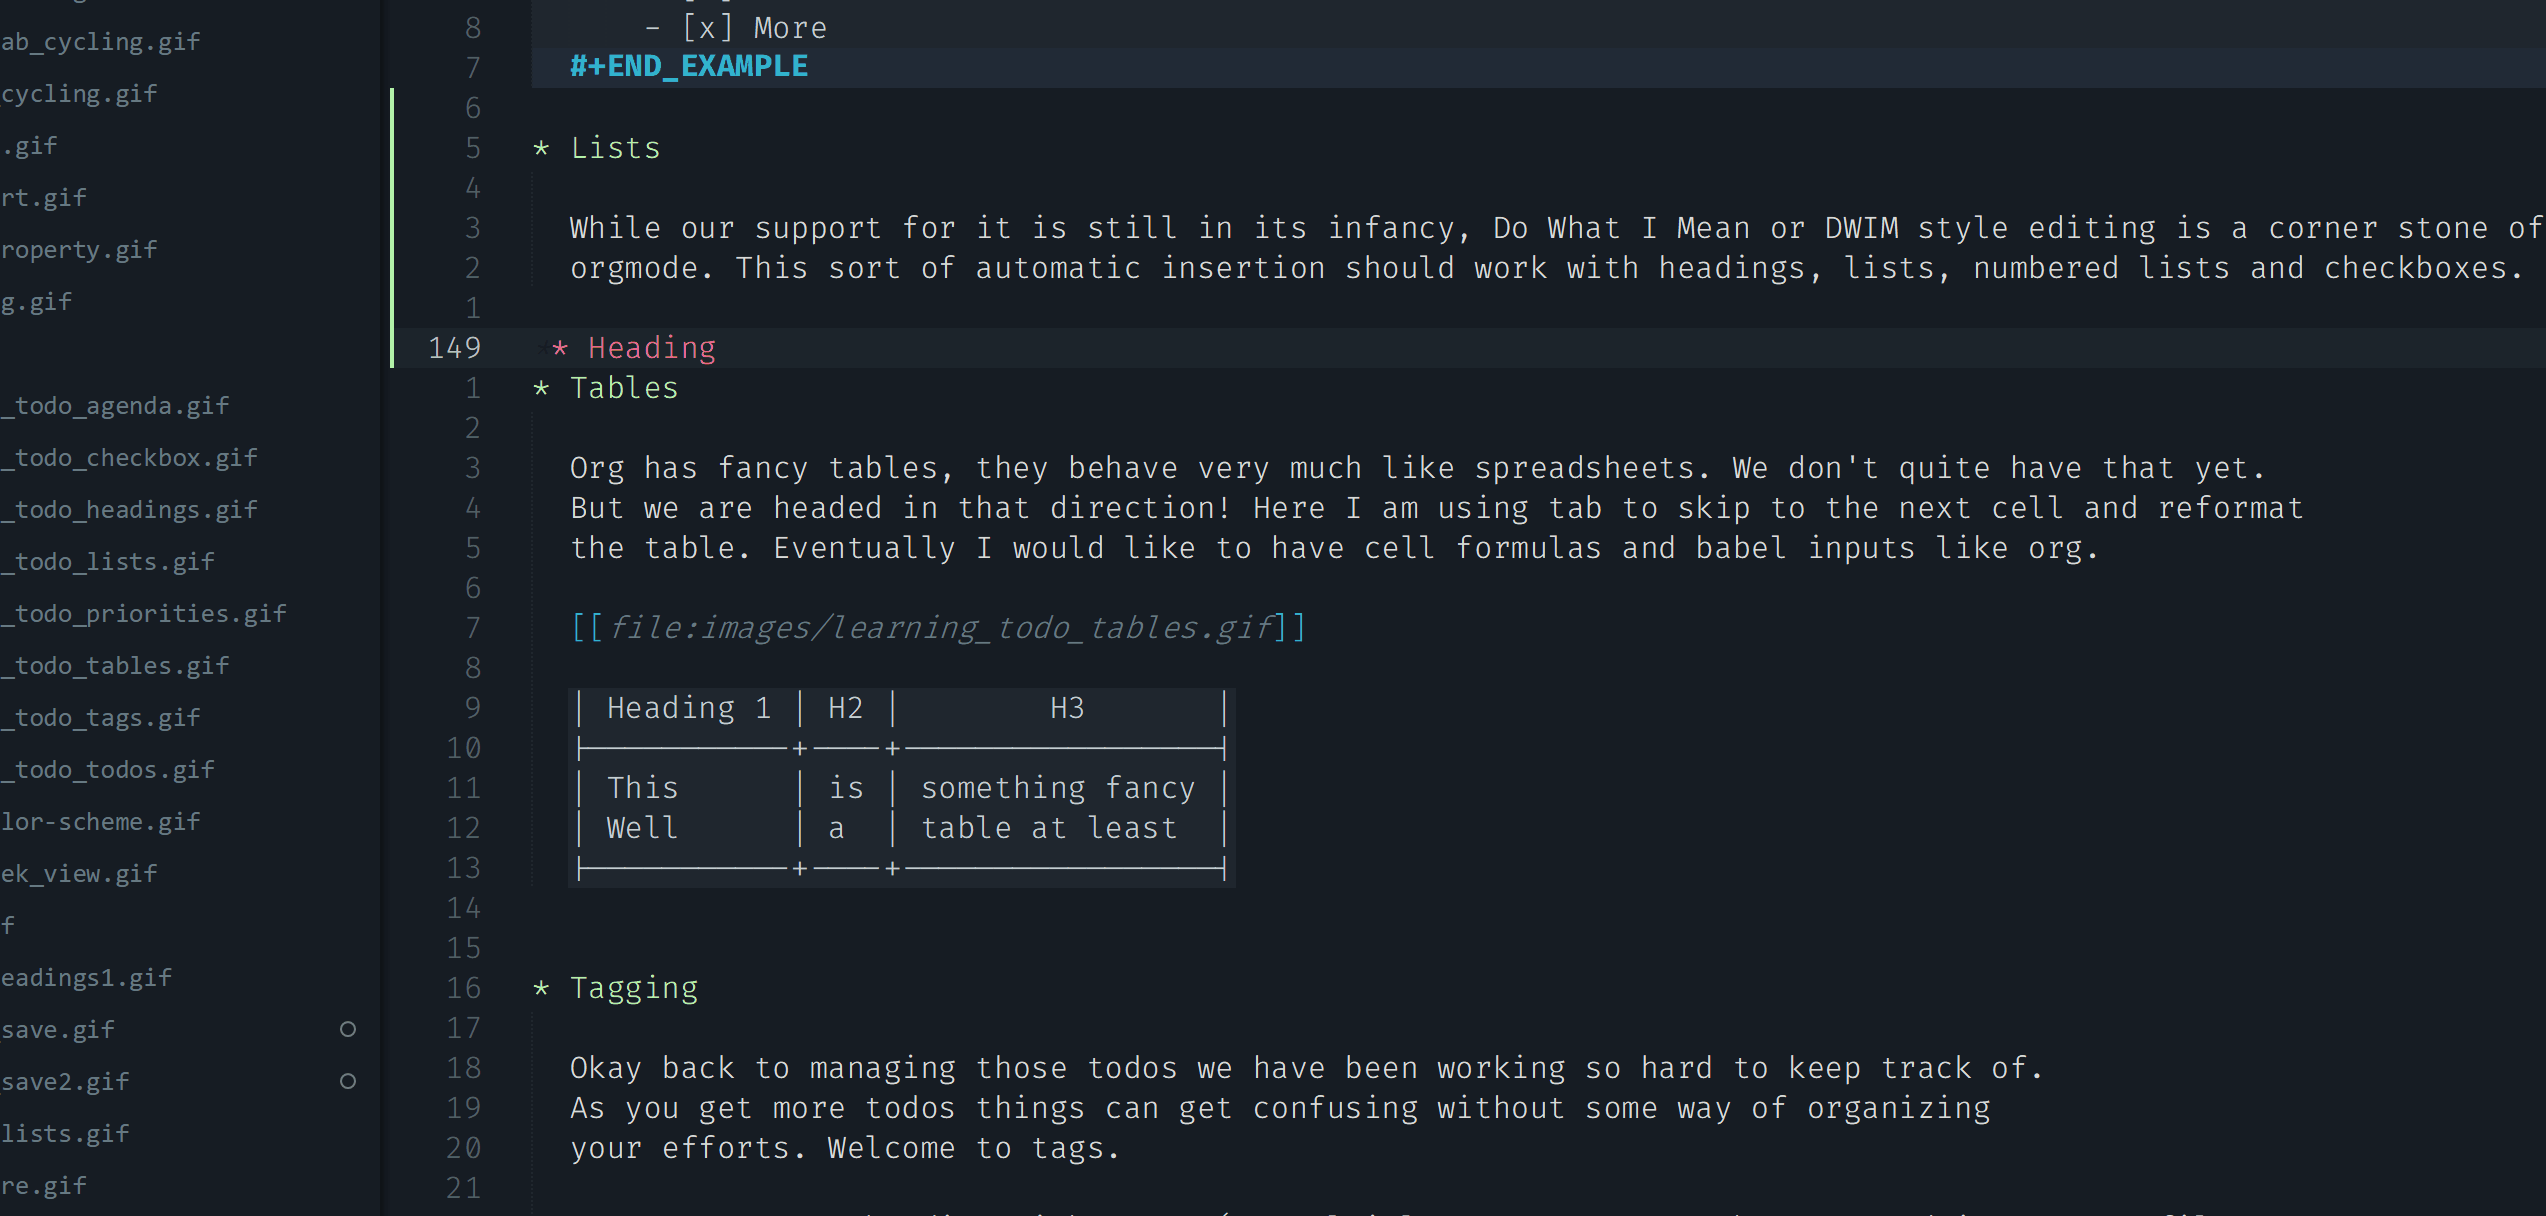 ab_cycling.gif
cycling.gif
.gif
rt.gif
roperty.gif
g.gif
_todo_agenda.gif
_todo_checkbox.gif
_todo_headings.gif
_todo_lists.gif
_todo_priorities.gif
_todo_tables.gif
_todo_tags.gif
_todo_todos.gif
lor-scheme.gif
ek_view.gif
f
eadings1.gif
save.gif
save2.gif
lists.gif
re.gif
8 - [x] More
7 #+END_EXAMPLE
6
5 * Lists
4
3 While our support for it is still in its infancy, Do What I Mean or DWIM style editing is a corner stone of
2 orgmode. This sort of automatic insertion should work with headings, lists, numbered lists and checkboxes.
1
149 ** Heading
1 * Tables
2
3 Org has fancy tables, they behave very much like spreadsheets. We don't quite have that yet.
4 But we are headed in that direction! Here I am using tab to skip to the next cell and reformat
5 the table. Eventually I would like to have cell formulas and babel inputs like org.
6
7 [[file:images/learning_todo_tables.gif]]
8
9 | Heading 1 | H2 | H3 |
10 |-----------+----+-----------------|
11 | This | is | something fancy |
12 | Well | a | table at least |
13 |-----------+----+-----------------|
14
15
16 * Tagging
17
18 Okay back to managing those todos we have been working so hard to keep track of.
19 As you get more todos things can get confusing without some way of organizing
20 your efforts. Welcome to tags.
21